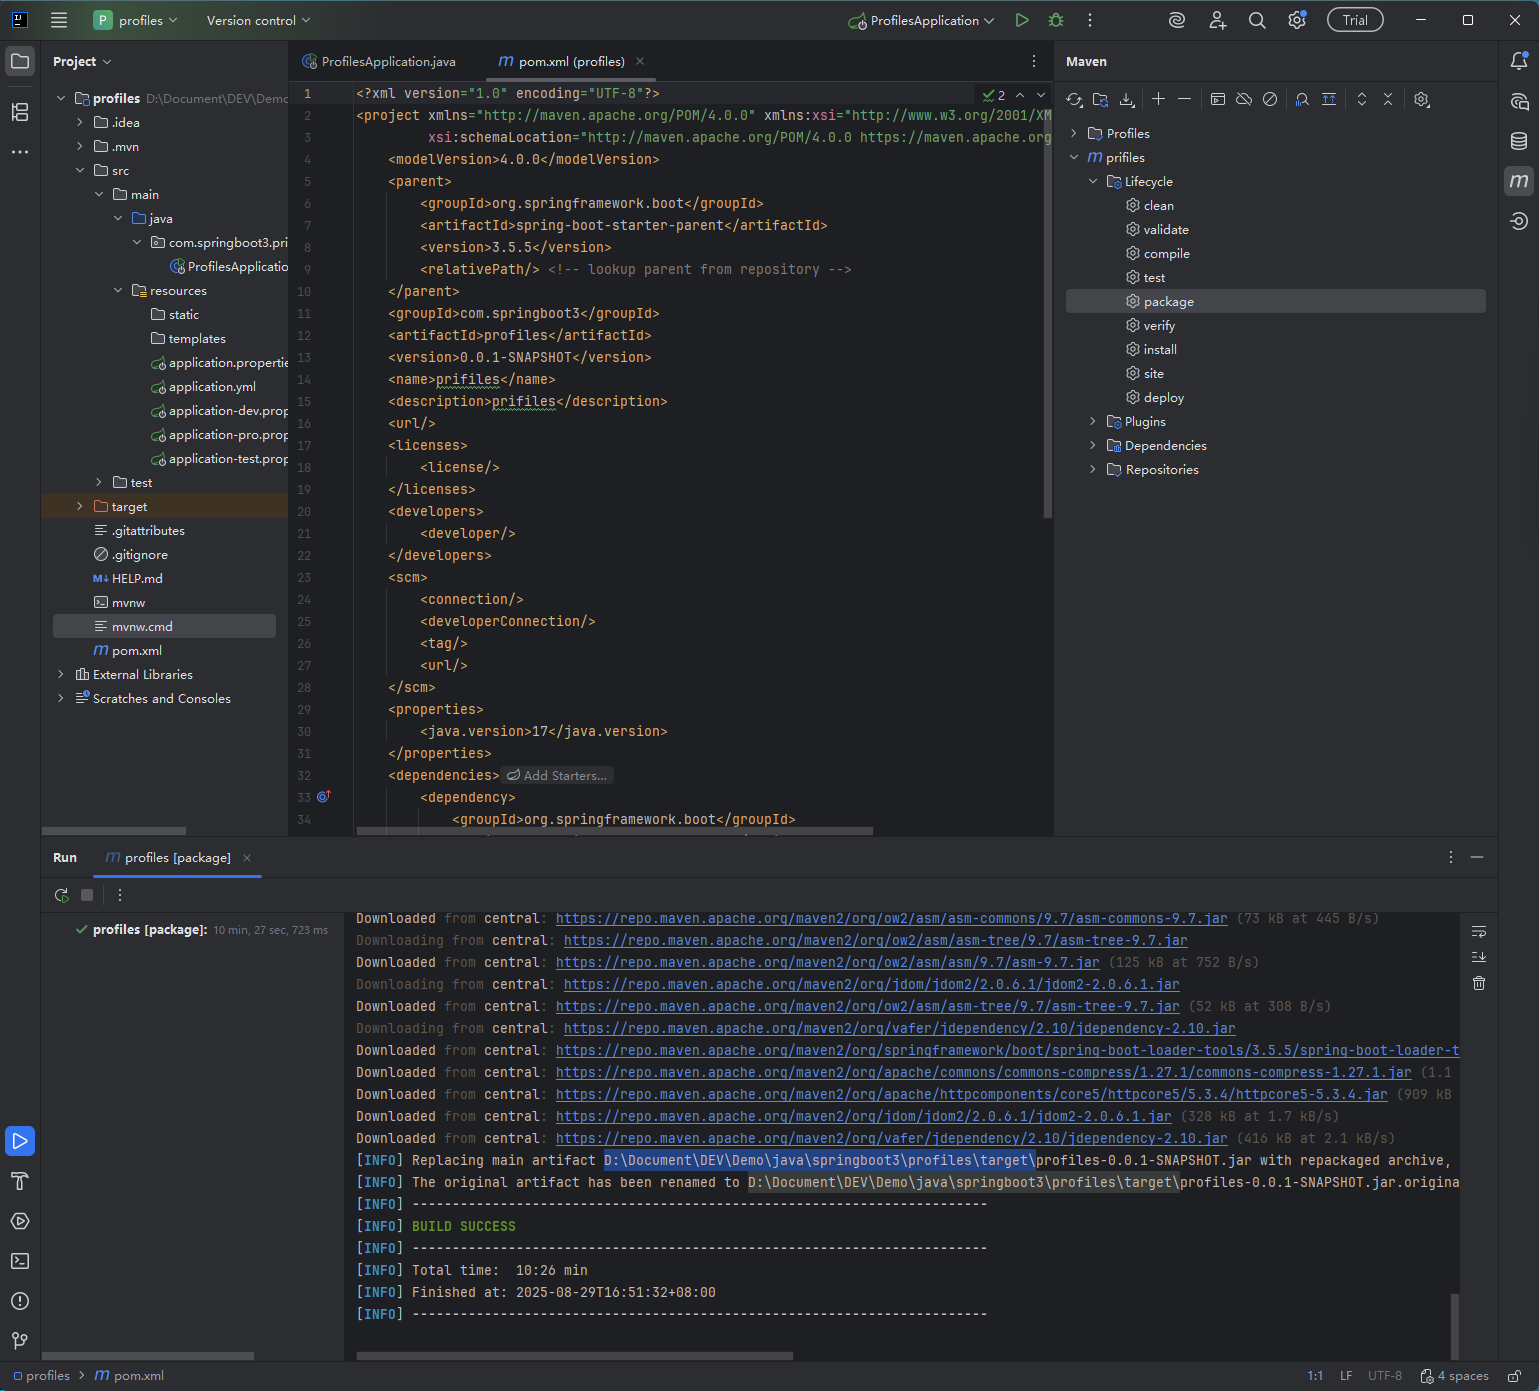 profiles
Version control
ProfilesApplication
Trial
Project
ProfilesApplication.java
pom.xml (profiles)
Maven
profiles D:\Document\DEV\Demo
.idea
.mvn
src
main
java
com.springboot3.pri
ProfilesApplicatio
resources
static
templates
application.propertie
application.yml
application-dev.prop
application-pro.prop
application-test.prop
test
target
.gitattributes
.gitignore
HELP.md
mvnw
mvnw.cmd
pom.xml
External Libraries
Scratches and Consoles
2
1 <?xml version="1.0" encoding="UTF-8"?>
2 <project xmlns="http://maven.apache.org/POM/4.0.0" xmlns:xsi="http://www.w3.org/2001/XM
3 xsi:schemaLocation="http://maven.apache.org/POM/4.0.0 https://maven.apache.org
4 <modelVersion>4.0.0</modelVersion>
5 <parent>
6 <groupId>org.springframework.boot</groupId>
7 <artifactId>spring-boot-starter-parent</artifactId>
8 <version>3.5.5</version>
9 <relativePath/> <!-- lookup parent from repository -->
10 </parent>
11 <groupId>com.springboot3</groupId>
12 <artifactId>profiles</artifactId>
13 <version>0.0.1-SNAPSHOT</version>
14 <name>prifiles</name>
15 <description>prifiles</description>
16 <url/>
17 <licenses>
18 <license/>
19 </licenses>
20 <developers>
21 <developer/>
22 </developers>
23 <scm>
24 <connection/>
25 <developerConnection/>
26 <tag/>
27 <url/>
28 </scm>
29 <properties>
30 <java.version>17</java.version>
31 </properties>
32 <dependencies> Add Starters...
33 <dependency>
34 <groupId>org.springframework.boot</groupId>
Profiles
prifiles
Lifecycle
clean
validate
compile
test
package
verify
install
site
deploy
Plugins
Dependencies
Repositories
Run
profiles [package]
profiles [package]: 10 min, 27 sec, 723 ms
Downloaded from central: https://repo.maven.apache.org/maven2/org/ow2/asm/asm-commons/9.7/asm-commons-9.7.jar (73 kB at 445 B/s)
Downloading from central: https://repo.maven.apache.org/maven2/org/ow2/asm/asm-tree/9.7/asm-tree-9.7.jar
Downloaded from central: https://repo.maven.apache.org/maven2/org/ow2/asm/asm/9.7/asm-9.7.jar (125 kB at 752 B/s)
Downloading from central: https://repo.maven.apache.org/maven2/org/jdom/jdom2/2.0.6.1/jdom2-2.0.6.1.jar
Downloaded from central: https://repo.maven.apache.org/maven2/org/ow2/asm/asm-tree/9.7/asm-tree-9.7.jar (52 kB at 308 B/s)
Downloading from central: https://repo.maven.apache.org/maven2/org/vafer/jdependency/2.10/jdependency-2.10.jar
Downloaded from central: https://repo.maven.apache.org/maven2/org/springframework/boot/spring-boot-loader-tools/3.5.5/spring-boot-loader-t
Downloaded from central: https://repo.maven.apache.org/maven2/org/apache/commons/commons-compress/1.27.1/commons-compress-1.27.1.jar (1.1
Downloaded from central: https://repo.maven.apache.org/maven2/org/apache/httpcomponents/core5/httpcore5/5.3.4/httpcore5-5.3.4.jar (909 kB
Downloaded from central: https://repo.maven.apache.org/maven2/org/jdom/jdom2/2.0.6.1/jdom2-2.0.6.1.jar (328 kB at 1.7 kB/s)
Downloaded from central: https://repo.maven.apache.org/maven2/org/vafer/jdependency/2.10/jdependency-2.10.jar (416 kB at 2.1 kB/s)
[INFO] Replacing main artifact D:\Document\DEV\Demo\java\springboot3\profiles\target\profiles-0.0.1-SNAPSHOT.jar with repackaged archive,
[INFO] The original artifact has been renamed to D:\Document\DEV\Demo\java\springboot3\profiles\target\profiles-0.0.1-SNAPSHOT.jar.origina
[INFO] ------------------------------------------------------------------------
[INFO] BUILD SUCCESS
[INFO] ------------------------------------------------------------------------
[INFO] Total time:  10:26 min
[INFO] Finished at: 2025-08-29T16:51:32+08:00
[INFO] ------------------------------------------------------------------------
profiles > pom.xml
1:1 LF UTF-8 4 spaces